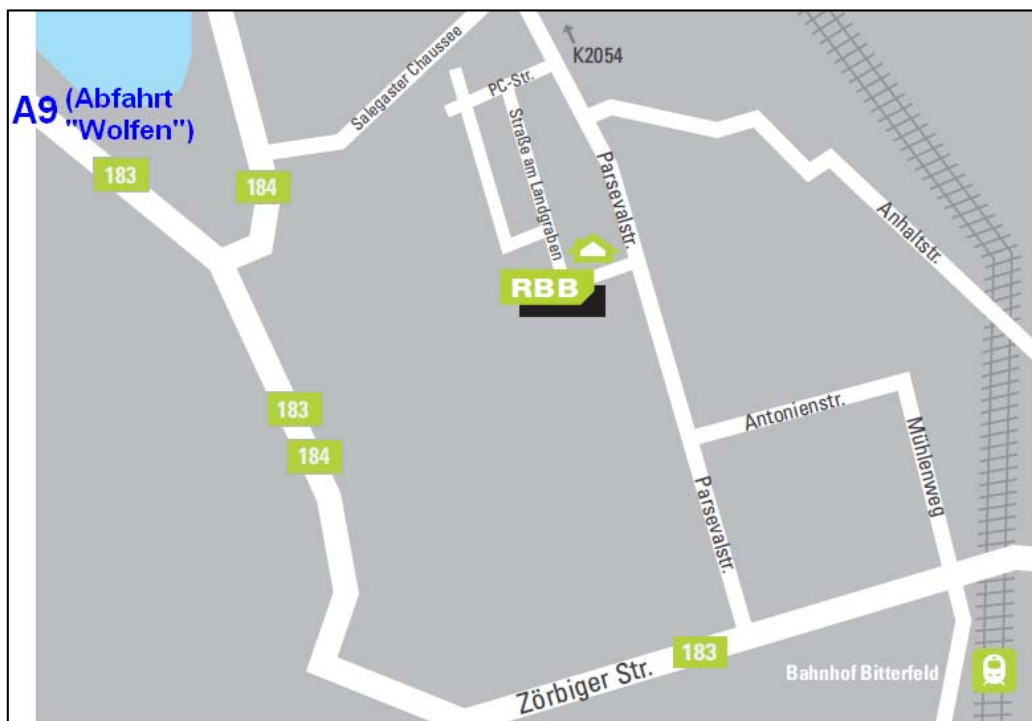 K2054
Salegaster Chaussee
PC-Str.
A9 (Abfahrt
"Wolfen")
183
184
Straße am Landgraben
Parsevalstr.
Anhaltstr.
RBB
183
184
Antonienstr.
Mühlenweg
Parsevalstr.
Zörbiger Str.
183
Bahnhof Bitterfeld